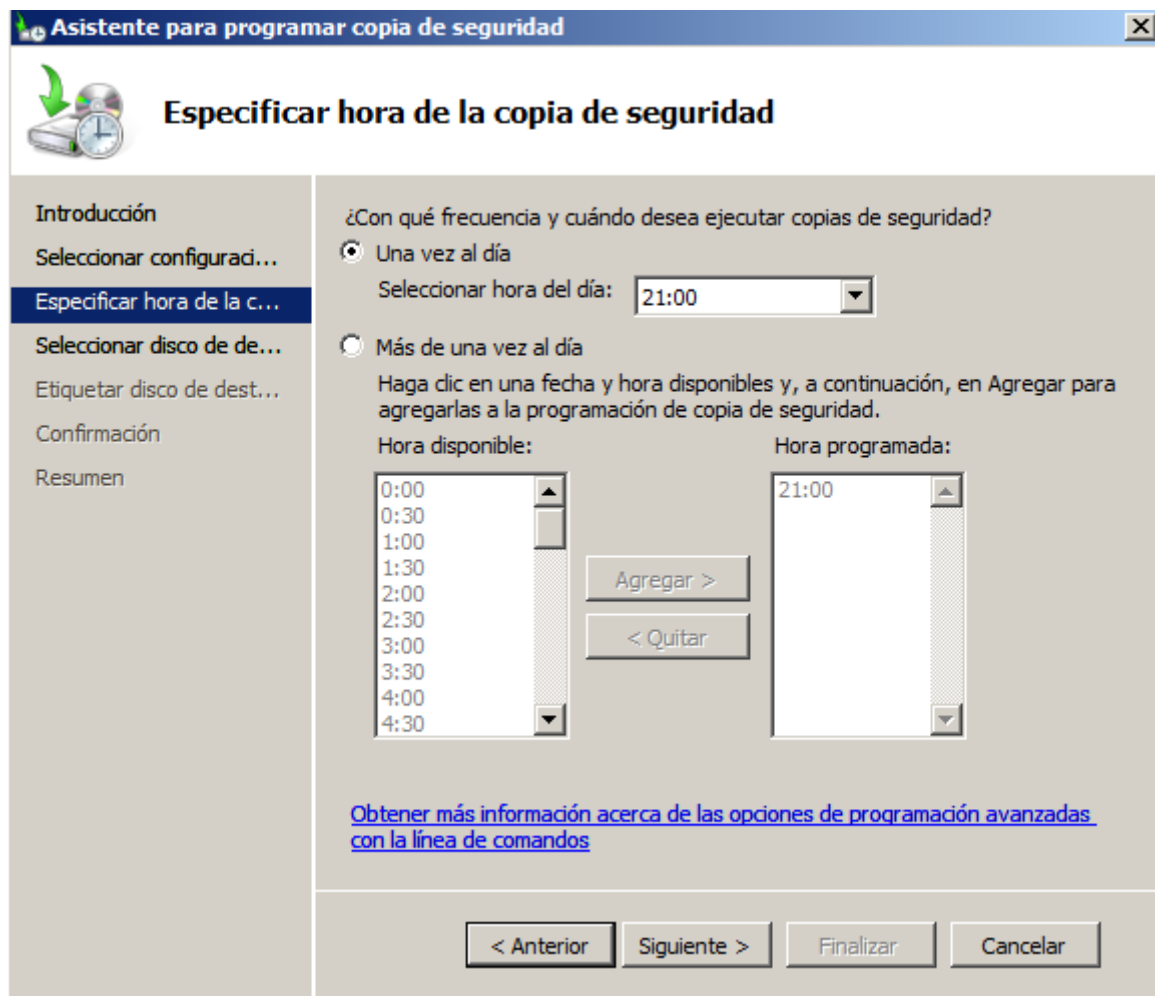 Asistente para programar copia de seguridad
Especificar hora de la copia de seguridad
Introducción
Seleccionar configuraci...
Especificar hora de la c...
Seleccionar disco de de...
Etiquetar disco de dest...
Confirmación
Resumen
¿Con qué frecuencia y cuándo desea ejecutar copias de seguridad?
Una vez al día
Seleccionar hora del día: 21:00
Más de una vez al día
Haga clic en una fecha y hora disponibles y, a continuación, en Agregar para
agregarlas a la programación de copia de seguridad.
Hora disponible:
0:00
0:30
1:00
1:30
2:00
2:30
3:00
3:30
4:00
4:30
Agregar >
< Quitar
Hora programada:
21:00
Obtener más información acerca de las opciones de programación avanzadas
con la línea de comandos
< Anterior Siguiente > Finalizar Cancelar